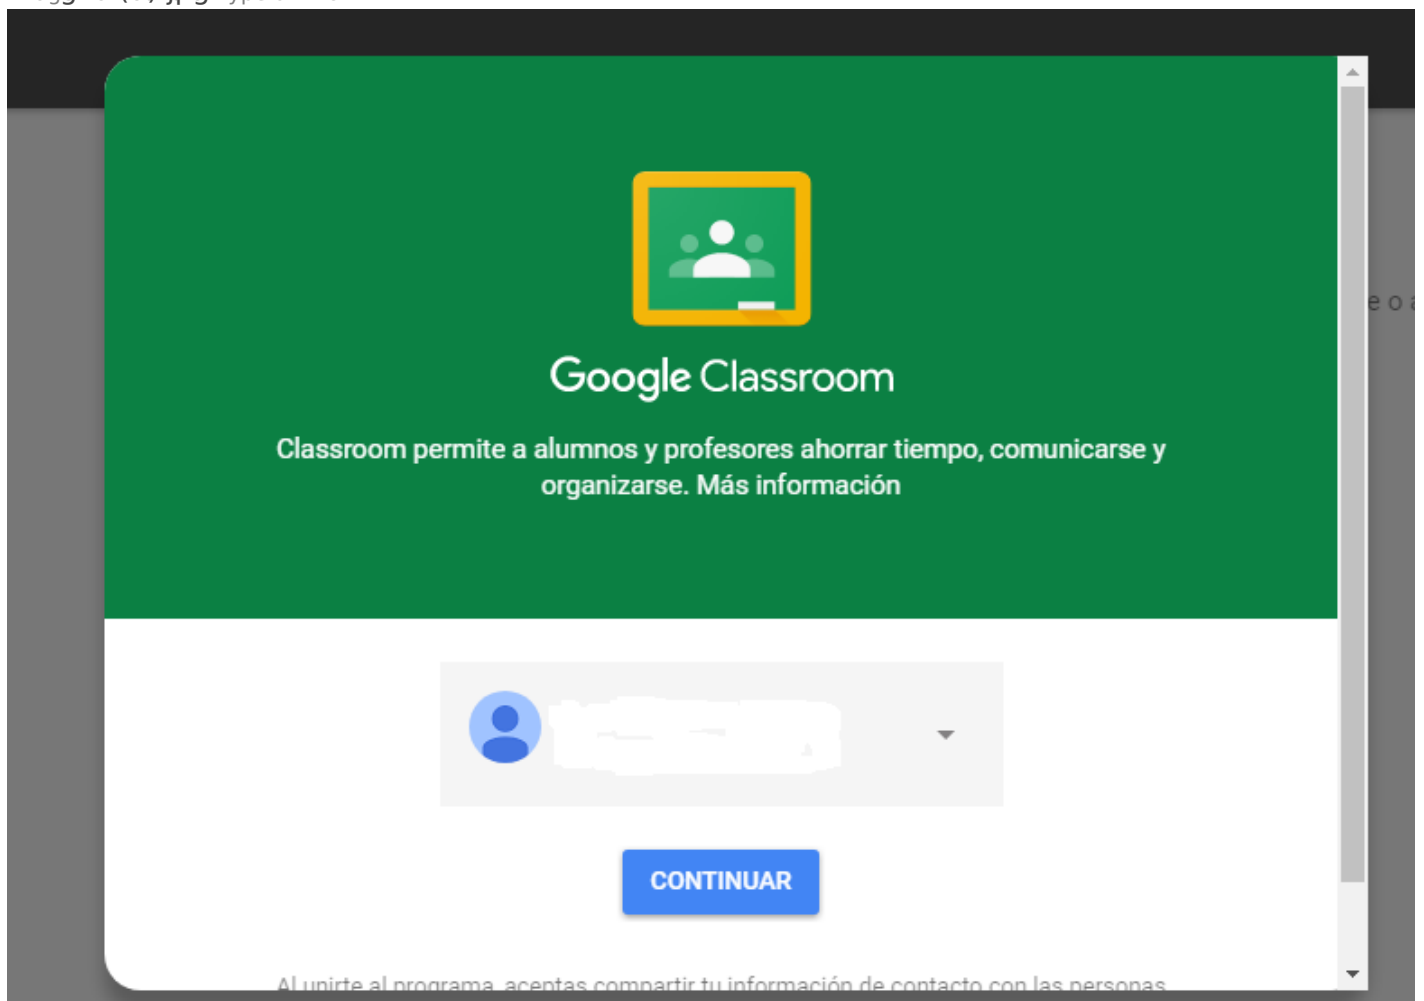 Google Classroom
Classroom permite a alumnos y profesores ahorrar tiempo, comunicarse y
organizarse. Más información
e o a
CONTINUAR
Al unirte al programa, aceptas compartir tu información de contacto con las personas